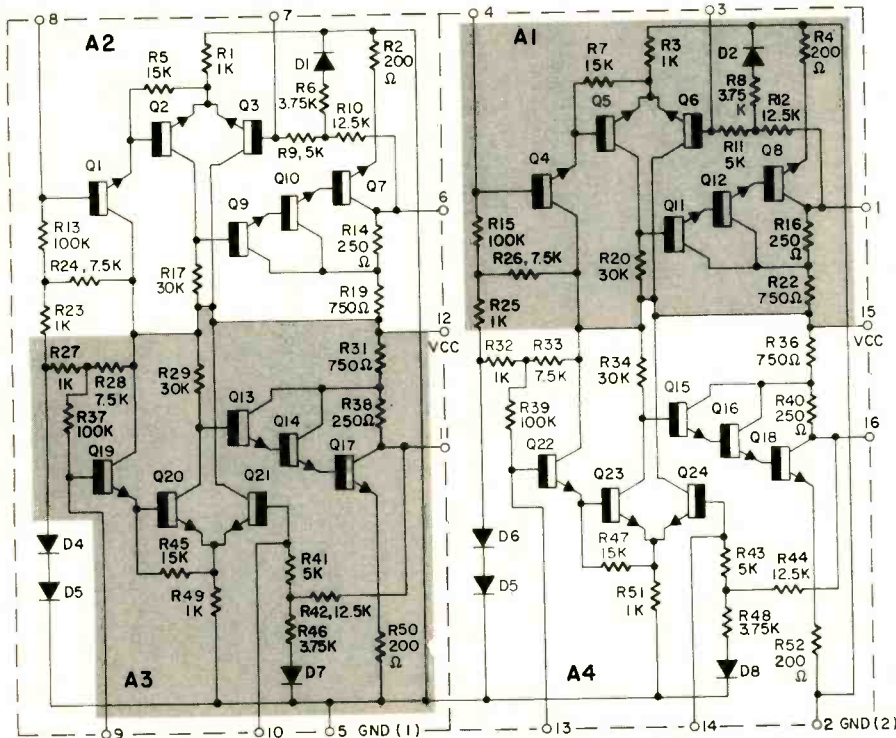 8
7
4
3
A2
A1
R5
15K
R1
1K
D1
R2
200
Ω
R6
3.75K
R10
12.5K
Q2
Q3
R9, 5K
Q1
Q10
Q9
Q7
6
R13
100K
R24, 7.5K
R23
1K
R17
30K
R14
250
Ω
R19
750Ω
12
VCC
R7
15K
R3
1K
D2
R4
200
Ω
R8
3.75
K
R12
12.5K
Q5
Q6
R11
5K
Q8
Q4
Q12
Q11
1
R15
100K
R26, 7.5K
R25
1K
R20
30K
R16
250
Ω
R22
750Ω
15
VCC
R27
1K
R28
7.5K
R37
100K
R29
30K
R31
750Ω
R38
250Ω
Q13
Q14
Q17
11
Q19
Q20
Q21
D4
D5
R45
15K
R49
1K
R41
5K
R42, 12.5K
R46
3.75K
D7
R50
200
Ω
A3
9
10
5 GND (1)
R32
1K
R33
7.5K
R39
100K
R34
30K
R36
750Ω
R40
250Ω
Q15
Q16
Q18
16
Q22
Q23
Q24
D6
D5
R47
15K
R51
1K
R43
5K
R44
12.5K
R48
3.75K
D8
R52
200
Ω
A4
13
14
2 GND (2)